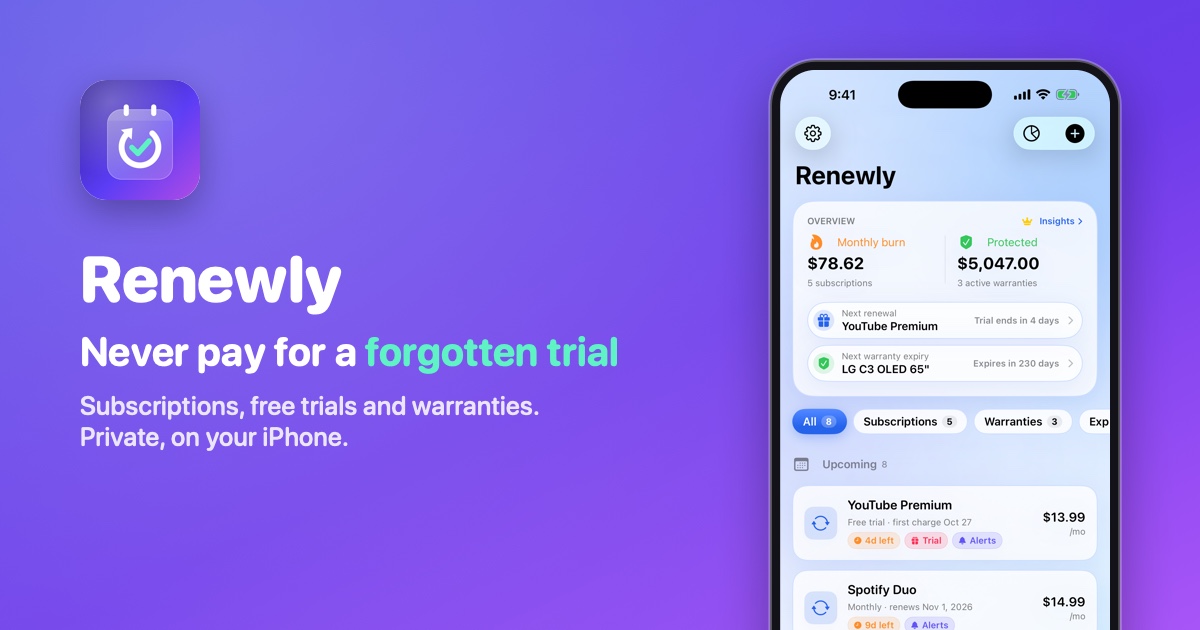 Renewly
Never pay for a forgotten trial
Subscriptions, free trials and warranties.
Private, on your iPhone.
9:41
Renewly
OVERVIEW
Insights
Monthly burn
$78.62
5 subscriptions
Protected
$5,047.00
3 active warranties
Next renewal
YouTube Premium
Trial ends in 4 days
Next warranty expiry
LG C3 OLED 65"
Expires in 230 days
All 8 Subscriptions 5 Warranties 3 Exp
Upcoming 8
YouTube Premium
Free trial · first charge Oct 27
4d left Trial Alerts
$13.99
/mo
Spotify Duo
Monthly · renews Nov 1, 2026
9d left Alerts
$14.99
/mo